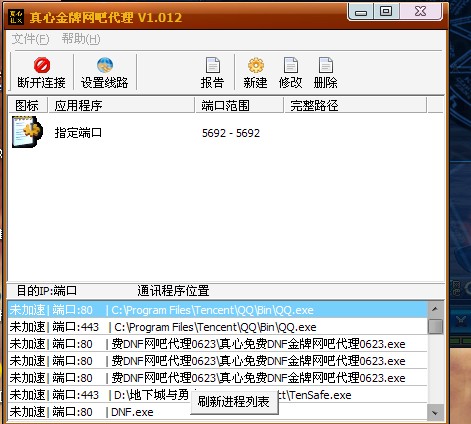 真心金牌网吧代理 V1.012
文件(F) 帮助(H)
断开连接 设置线路 报告 新建 修改 删除
图标 应用程序 端口范围 完整路径
指定端口 5692 - 5692
目的IP:端口 通讯程序位置
未加速| 端口:80 | C:\Program Files\Tencent\QQ\Bin\QQ.exe
未加速| 端口:443 | C:\Program Files\Tencent\QQ\Bin\QQ.exe
未加速| 端口:80 | 费DNF网吧代理0623\真心免费DNF金牌网吧代理0623.exe
未加速| 端口:80 | 费DNF网吧代理0623\真心免费DNF金牌网吧代理0623.exe
未加速| 端口:80 | 费DNF网吧代理0623\真心免费DNF金牌网吧代理0623.exe
未加速| 端口:443 | D:\地下城与勇 ct\TenSafe.exe
刷新进程列表
未加速| 端口:80 | DNF.exe